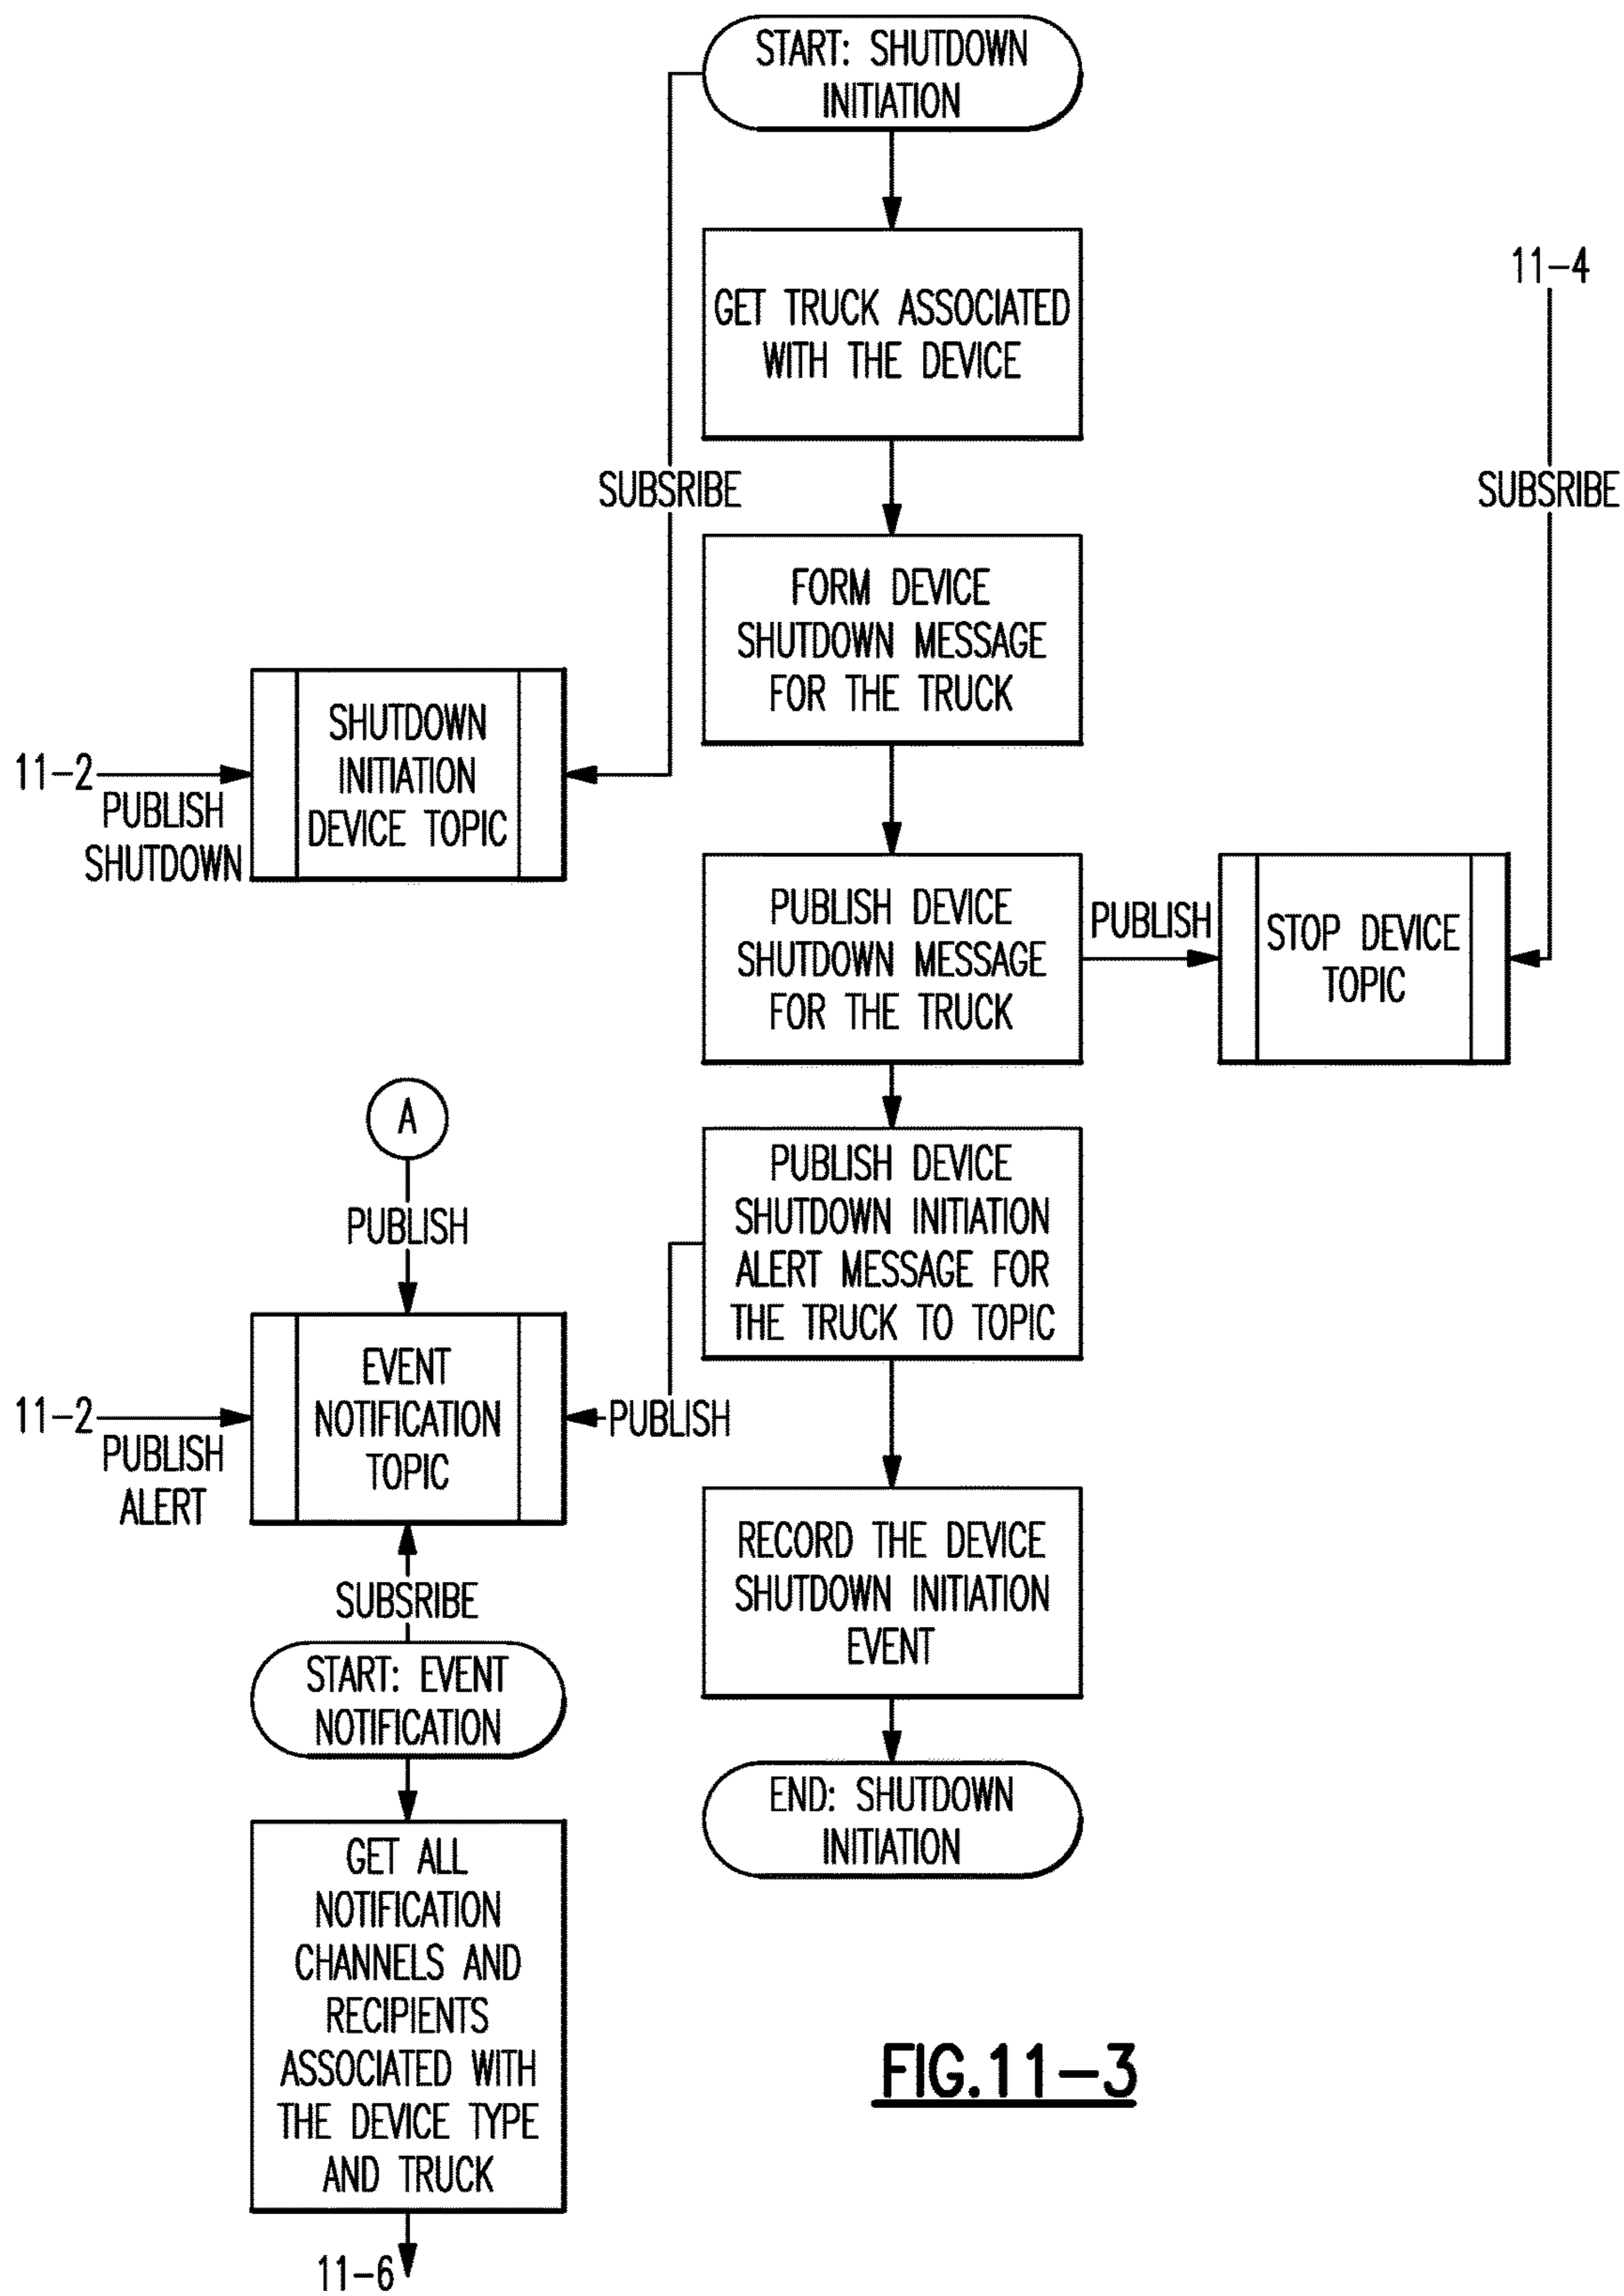 START: SHUTDOWN
INITIATION
GET TRUCK ASSOCIATED
WITH THE DEVICE
11-4
SUBSRIBE
SUBSRIBE
FORM DEVICE
SHUTDOWN MESSAGE
FOR THE TRUCK
SHUTDOWN
INITIATION
DEVICE TOPIC
11-2
PUBLISH
SHUTDOWN
PUBLISH DEVICE
SHUTDOWN MESSAGE
FOR THE TRUCK
PUBLISH
STOP DEVICE
TOPIC
A
PUBLISH
PUBLISH DEVICE
SHUTDOWN INITIATION
ALERT MESSAGE FOR
THE TRUCK TO TOPIC
EVENT
NOTIFICATION
TOPIC
11-2
PUBLISH
ALERT
PUBLISH
RECORD THE DEVICE
SHUTDOWN INITIATION
EVENT
SUBSRIBE
START: EVENT
NOTIFICATION
END: SHUTDOWN
INITIATION
GET ALL
NOTIFICATION
CHANNELS AND
RECIPIENTS
ASSOCIATED WITH
THE DEVICE TYPE
AND TRUCK
11-6
FIG.11-3